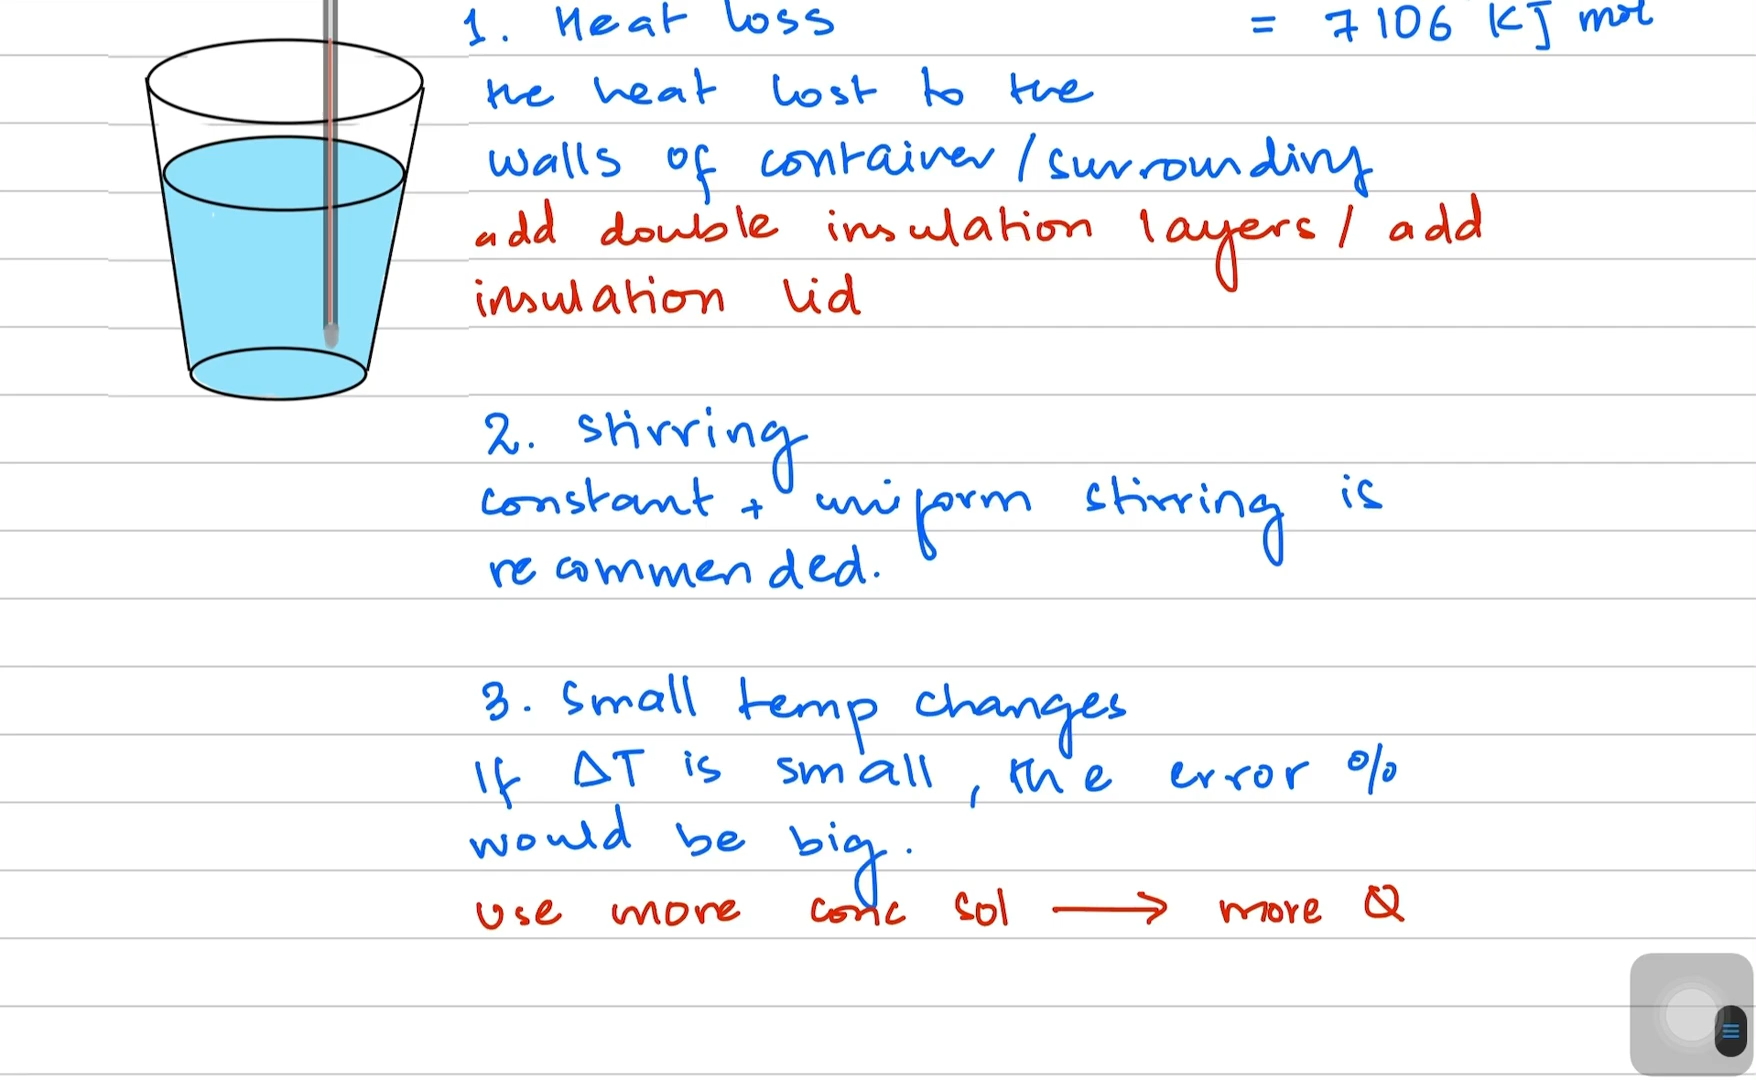 1. Heat loss
= 7106 KJ mol
the heat lost to the
walls of container / surrounding
add double insulation layers / add
insulation lid
2. Stirring
constant + uniform stirring is
recommended.
3. Small temp changes
If ΔT is small, the error %
would be big.
use more conc sol → more Q